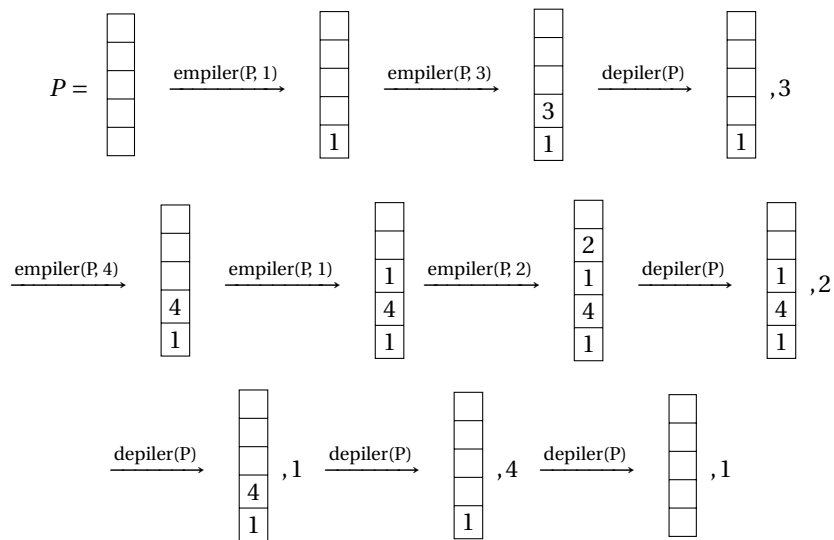 P = empiler(P, 1) 1 empiler(P, 3) 3 1 depiler(P) 1 , 3
empiler(P, 4) 4 1 empiler(P, 1) 1 4 1 empiler(P, 2) 2 1 4 1 depiler(P) 1 4 1 , 2
depiler(P) 4 1 , 1 depiler(P) 1 , 4 depiler(P) , 1